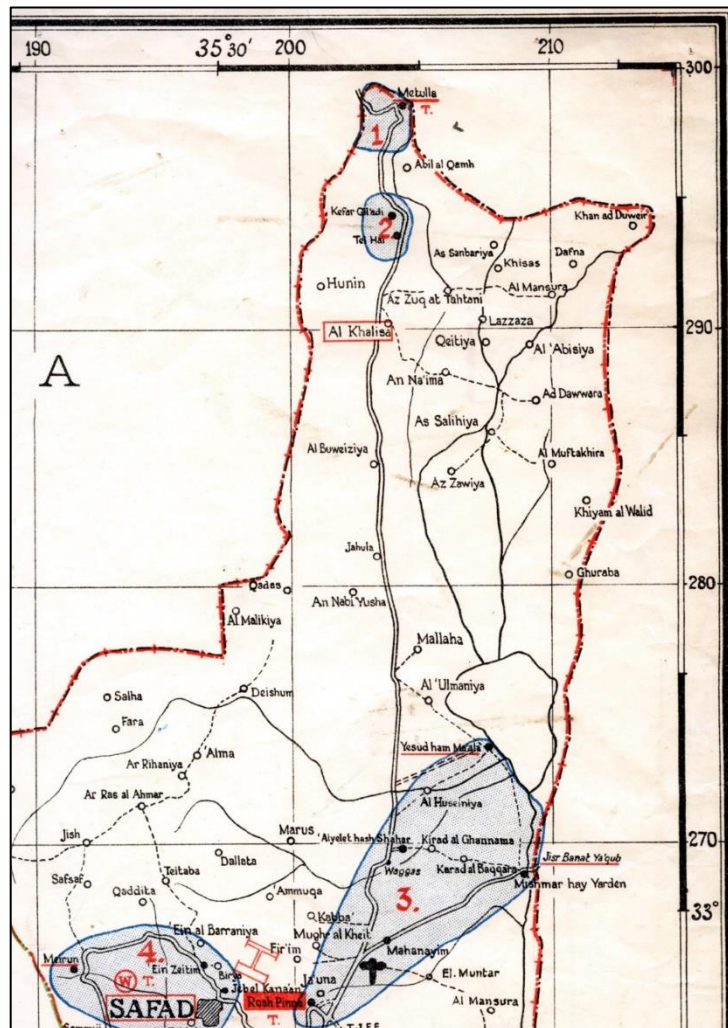 190
35° 30'
200
210
300
Metulla
T.
1
Abil al Qamh
Kefar Gil'adi
2
Tel Hai
Khan ad Duweir
As Sanbariya
Khisas
Dafna
Hunin
Az Zuq at Tahtani
Al Mansura
Al Khalisa
Lazzaza
290
Qeitiya
Al 'Abisiya
A
An Na'ima
Ad Dawwara
As Salihiya
Al Buweiziya
Al Muftakhira
Az Zawiya
Khiyam al Walid
Jahula
Ghuraba
Qadas
280
An Nabi Yusha
Al Malikiya
Mallaha
Deishum
Al 'Ulmaniya
Salha
Fara
Yesud ham Ma'ala
'Alma
Ar Rihaniya
Al Huseiniya
Ar Ras al Ahmar
Marus
Jish
'Aiyelet hash Shahar
Kirad al Ghannama
270
Dallata
Waqqas
Karad al Baqqara
Jisr Banat Ya'qub
Teitaba
Safsaf
'Ammuqa
Mishmar hay Yarden
Qaddita
3.
33°
Kabba'
Ein al Barraniya
Mughr al Kheit
4.
Fir'im
Mahanayim
Meirun
Ein Zeitim
Birya
W T.
Jebel Kana'an
Ja'una
El. Muntar
SAFAD
Rosh Pinna
Al Mansura
T.